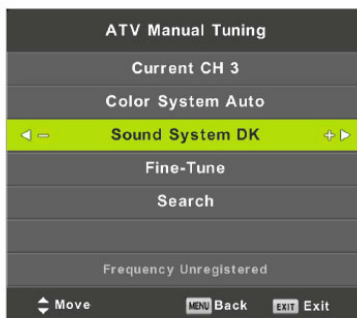 ATV Manual Tuning
Current CH 3
Color System Auto
Sound System DK
Fine-Tune
Search
Frequency Unregistered
Move MENU Back EXIT Exit